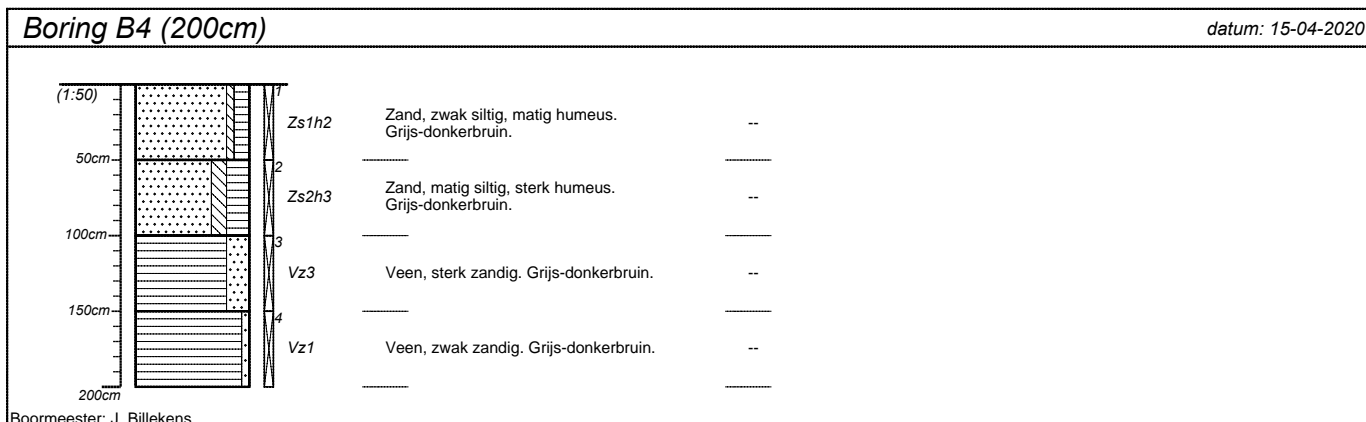 Boring B4 (200cm)
datum: 15-04-2020
(1:50)
1
Zs1h2
Zand, zwak siltig, matig humeus.
Grijs-donkerbruin.
--
50cm
2
Zs2h3
Zand, matig siltig, sterk humeus.
Grijs-donkerbruin.
--
100cm
3
Vz3
Veen, sterk zandig. Grijs-donkerbruin.
--
150cm
4
Vz1
Veen, zwak zandig. Grijs-donkerbruin.
--
200cm
Boormeester: J. Billekens